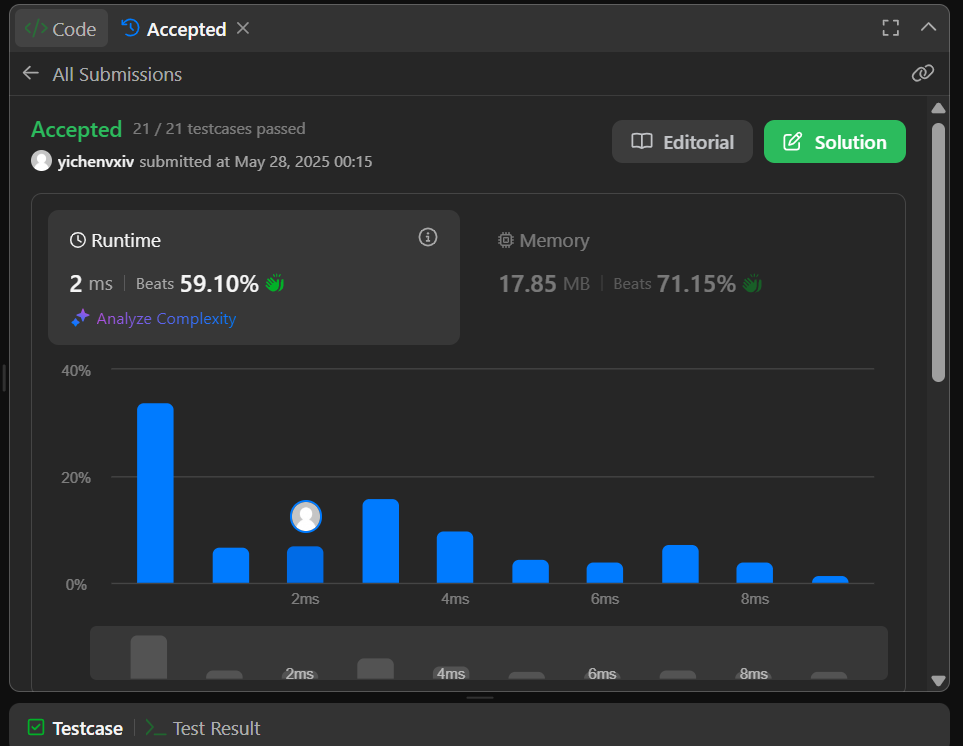 </> Code Accepted
All Submissions
Accepted 21 / 21 testcases passed
yichenvxiv submitted at May 28, 2025 00:15
Editorial
Solution
Runtime
2 ms | Beats 59.10%
Analyze Complexity
Memory
17.85 MB | Beats 71.15%
40%
20%
0%
2ms 4ms 6ms 8ms
2ms 4ms 6ms 8ms
Testcase | >_ Test Result